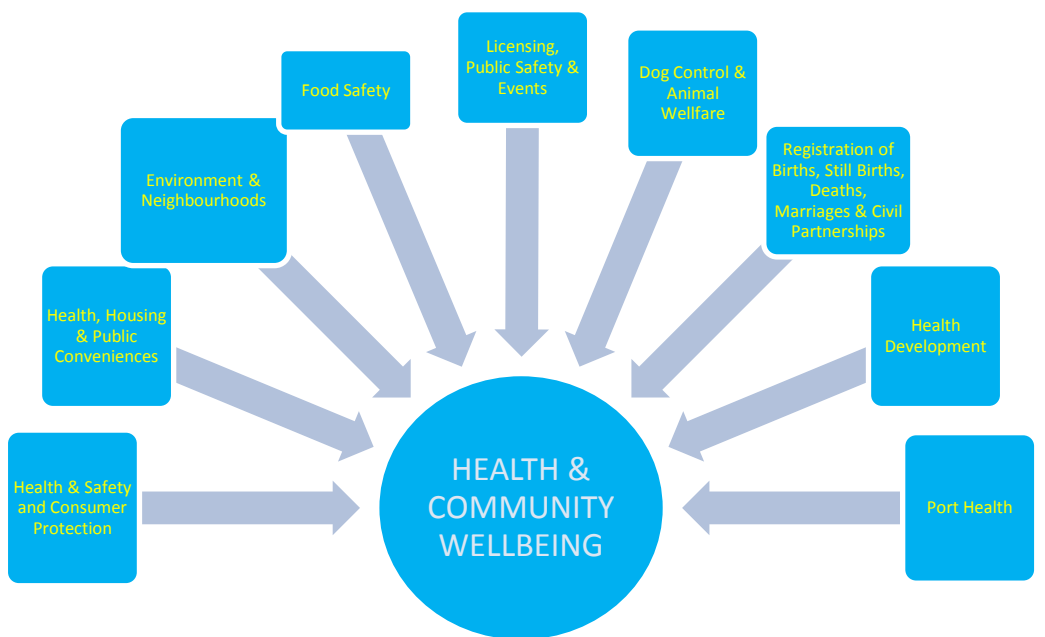 Licensing,
Public Safety &
Events
Dog Control &
Animal
Wellfare
Food Safety
Registration of
Births, Still Births,
Deaths,
Marriages & Civil
Partnerships
Environment &
Neighbourhoods
Health, Housing
& Public
Conveniences
Health
Development
Health & Safety
and Consumer
Protection
HEALTH &
COMMUNITY
WELLBEING
Port Health